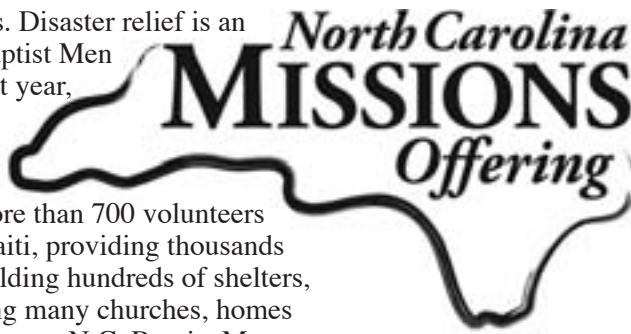 s. Disaster relief is an
ptist Men
t year,
North Carolina
MISSIONS
Offering
ore than 700 volunteers
aiti, providing thousands
lding hundreds of shelters,
ng many churches, homes